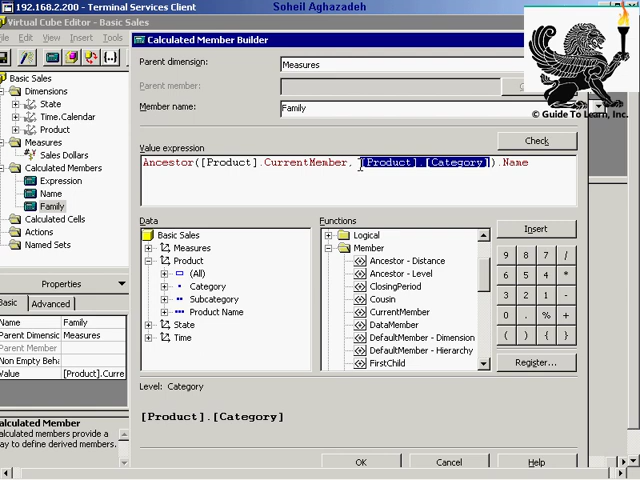 192.168.2.200 - Terminal Services Client
Soheil Aghazadeh
Virtual Cube Editor - Basic Sales
File Edit View Insert Tools
Basic Sales
Dimensions
State
Time.Calendar
Product
Measures
Sales Dollars
Calculated Members
Expression
Name
Family
Calculated Cells
Actions
Named Sets
Properties
Basic
Advanced
Name Family
Parent Dimension Measures
Parent Member
Non Empty Beha
Value [Product].Curre
Calculated Member
alculated members provide a
ay to define derived members.
Calculated Member Builder
Parent dimension:
Measures
Parent member:
Member name:
Family
Check
Value expression
Ancestor([Product].CurrentMember, [Product].[Category]).Name
Data
Basic Sales
Measures
Product
(All)
Category
Subcategory
Product Name
State
Time
Functions
Logical
Member
Ancestor - Distance
Ancestor - Level
ClosingPeriod
Cousin
CurrentMember
DataMember
DefaultMember - Dimension
DefaultMember - Hierarchy
FirstChild
Insert
9 8 7 /
6 5 4 *
3 2 1 -
0 . % +
( ) { }
Register...
Level: Category
[Product].[Category]
OK
Cancel
Help
© Guide To Learn, Inc.